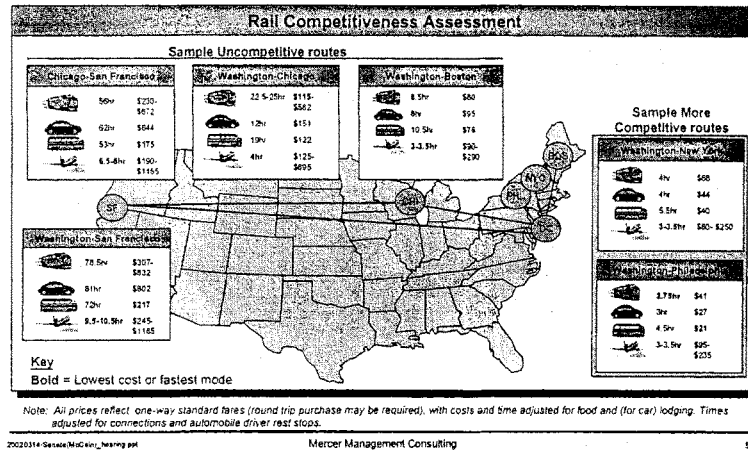 Rail Competitiveness Assessment
Sample Uncompetitive routes
Chicago-San Francisco
56hr $230-
$672
62hr $644
53hr $175
6.5-8hr $190-
Washington-Chicago
22.5-25hr $115-
$582
12hr $151
19hr $122
4hr $125-
$695
Washington-Boston
8.5hr $80
8hr $95
10.5hr $76
3-3.5hr $90-
$290
Sample More
Competitive routes
Washington-New York
4hr $68
4hr $44
5.5hr $40
3-3.5hr $80- $250
SF
NYC
DC
Washington-San Francisco
78.5hr $307-
$832
81hr $802
72hr $217
9.5-10.5hr $245-
$1165
Washington-Philadelphia
2.75hr $41
3hr $27
4.5hr $21
3-3.5hr $95-
$235
Key
Bold = Lowest cost or fastest mode
Note: All prices reflect one-way standard fares (round trip purchase may be required), with costs and time adjusted for food and (for car) lodging. Times
adjusted for connections and automobile driver rest stops.
Mercer Management Consulting